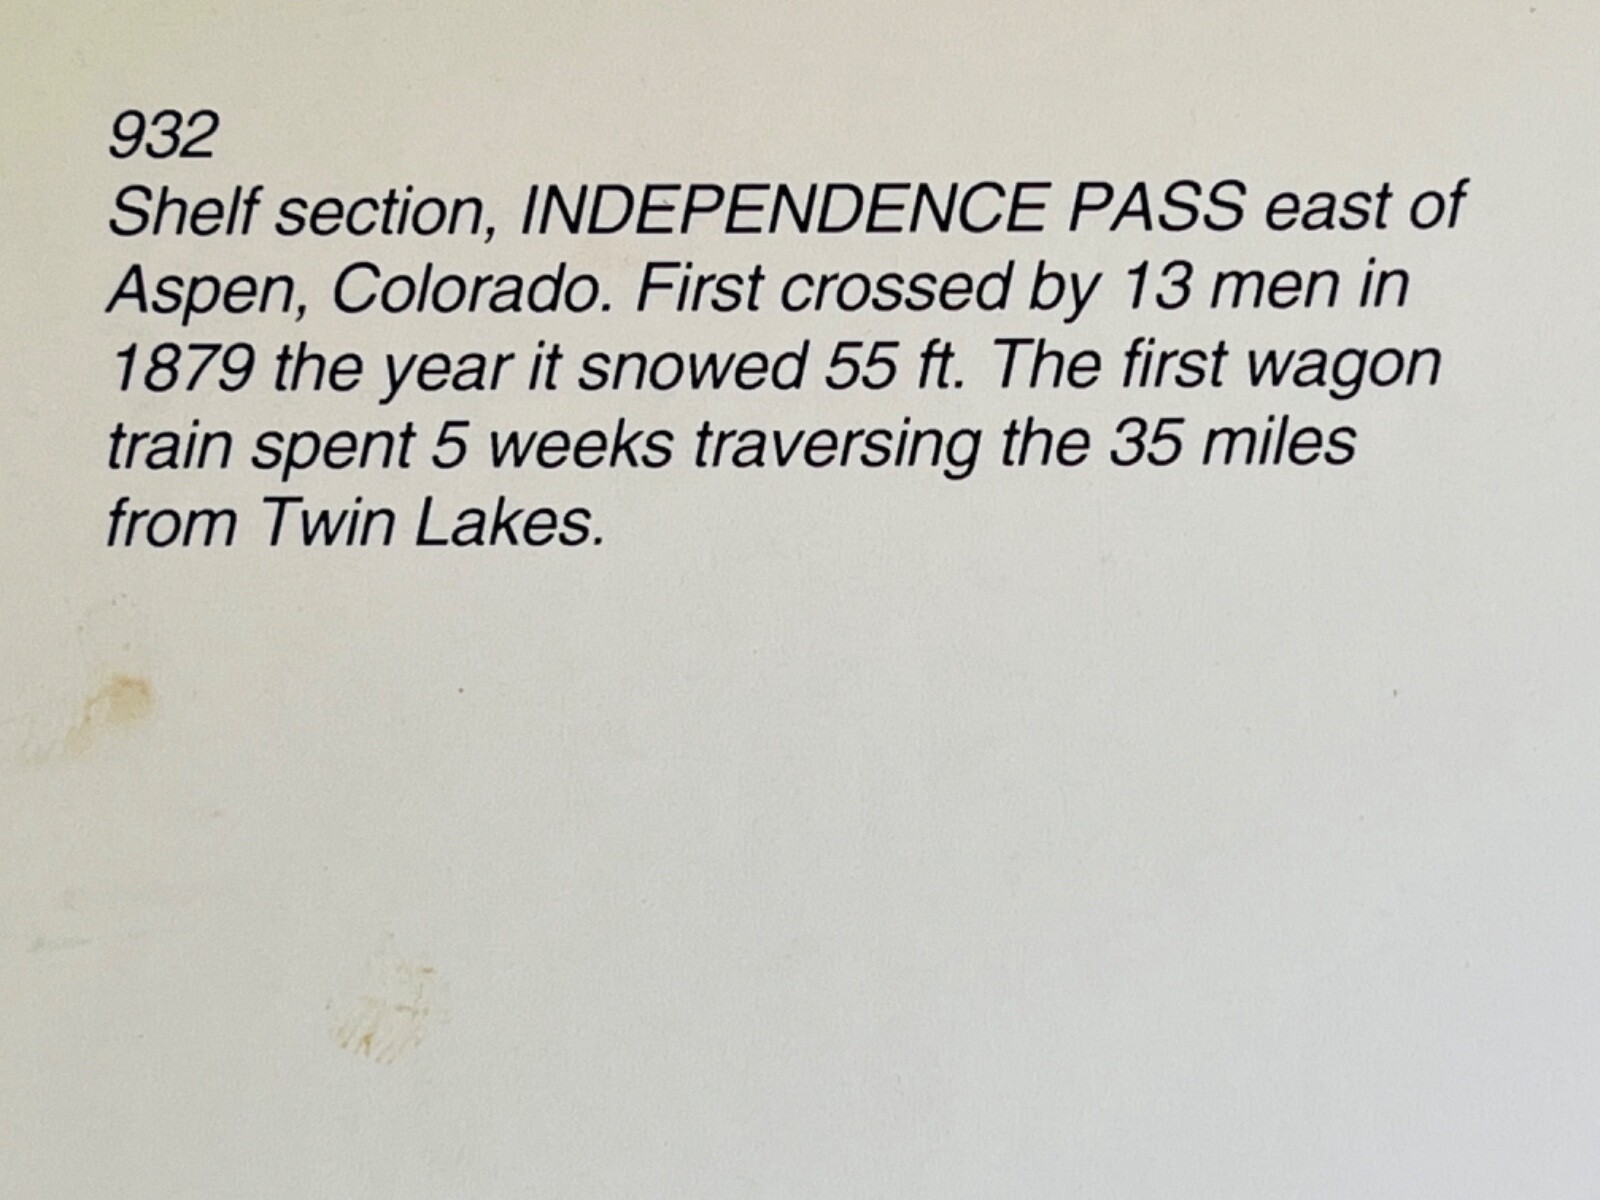 932
Shelf section, INDEPENDENCE PASS east of
Aspen, Colorado. First crossed by 13 men in
1879 the year it snowed 55 ft. The first wagon
train spent 5 weeks traversing the 35 miles
from Twin Lakes.